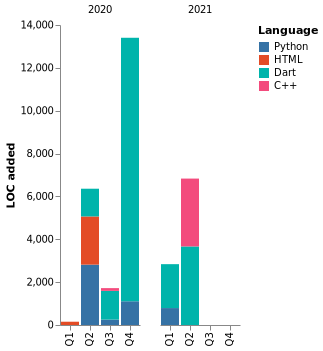 2020 2021
Language
Python
HTML
Dart
C++
LOC added
14,000
12,000
10,000
8,000
6,000
4,000
2,000
0
Q1 Q2 Q3 Q4 Q1 Q2 Q3 Q4